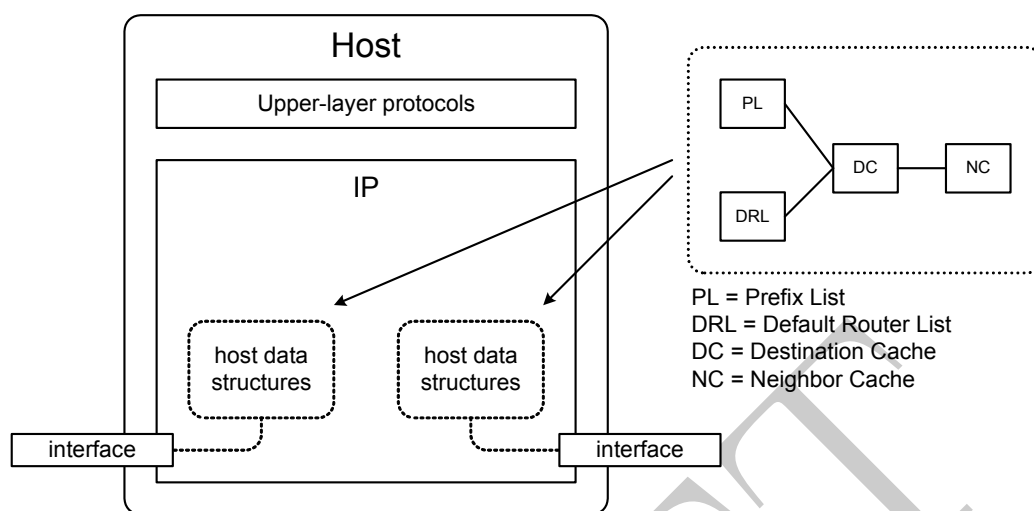 Host
Upper-layer protocols
IP
host data
structures
host data
structures
interface
interface
PL
DRL
DC
NC
PL = Prefix List
DRL = Default Router List
DC = Destination Cache
NC = Neighbor Cache